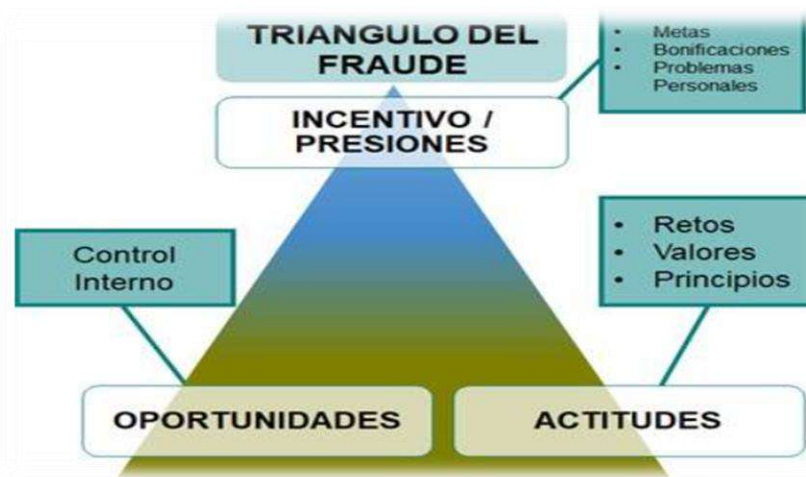 TRIANGULO DEL
FRAUDE
• Metas
• Bonificaciones
• Problemas
Personales
INCENTIVO /
PRESIONES
Control
Interno
• Retos
• Valores
• Principios
OPORTUNIDADES
ACTITUDES